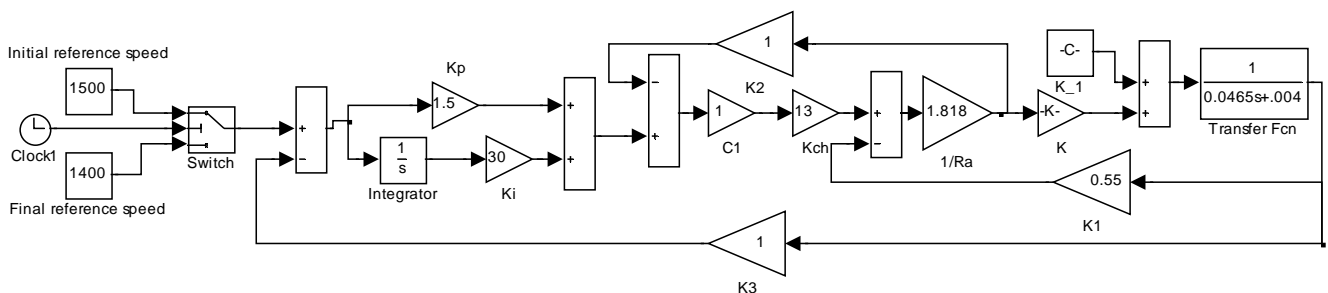 Initial reference speed
1500
Clock1
1400
Final reference speed
Switch
+
−
Kp
1.5
1
s
Integrator
30
Ki
+
+
−
+
1
K2
1
C1
13
Kch
+
−
1.818
1/Ra
-K-
K
-C-
K_1
+
+
1
0.0465s+.004
Transfer Fcn
0.55
K1
1
K3